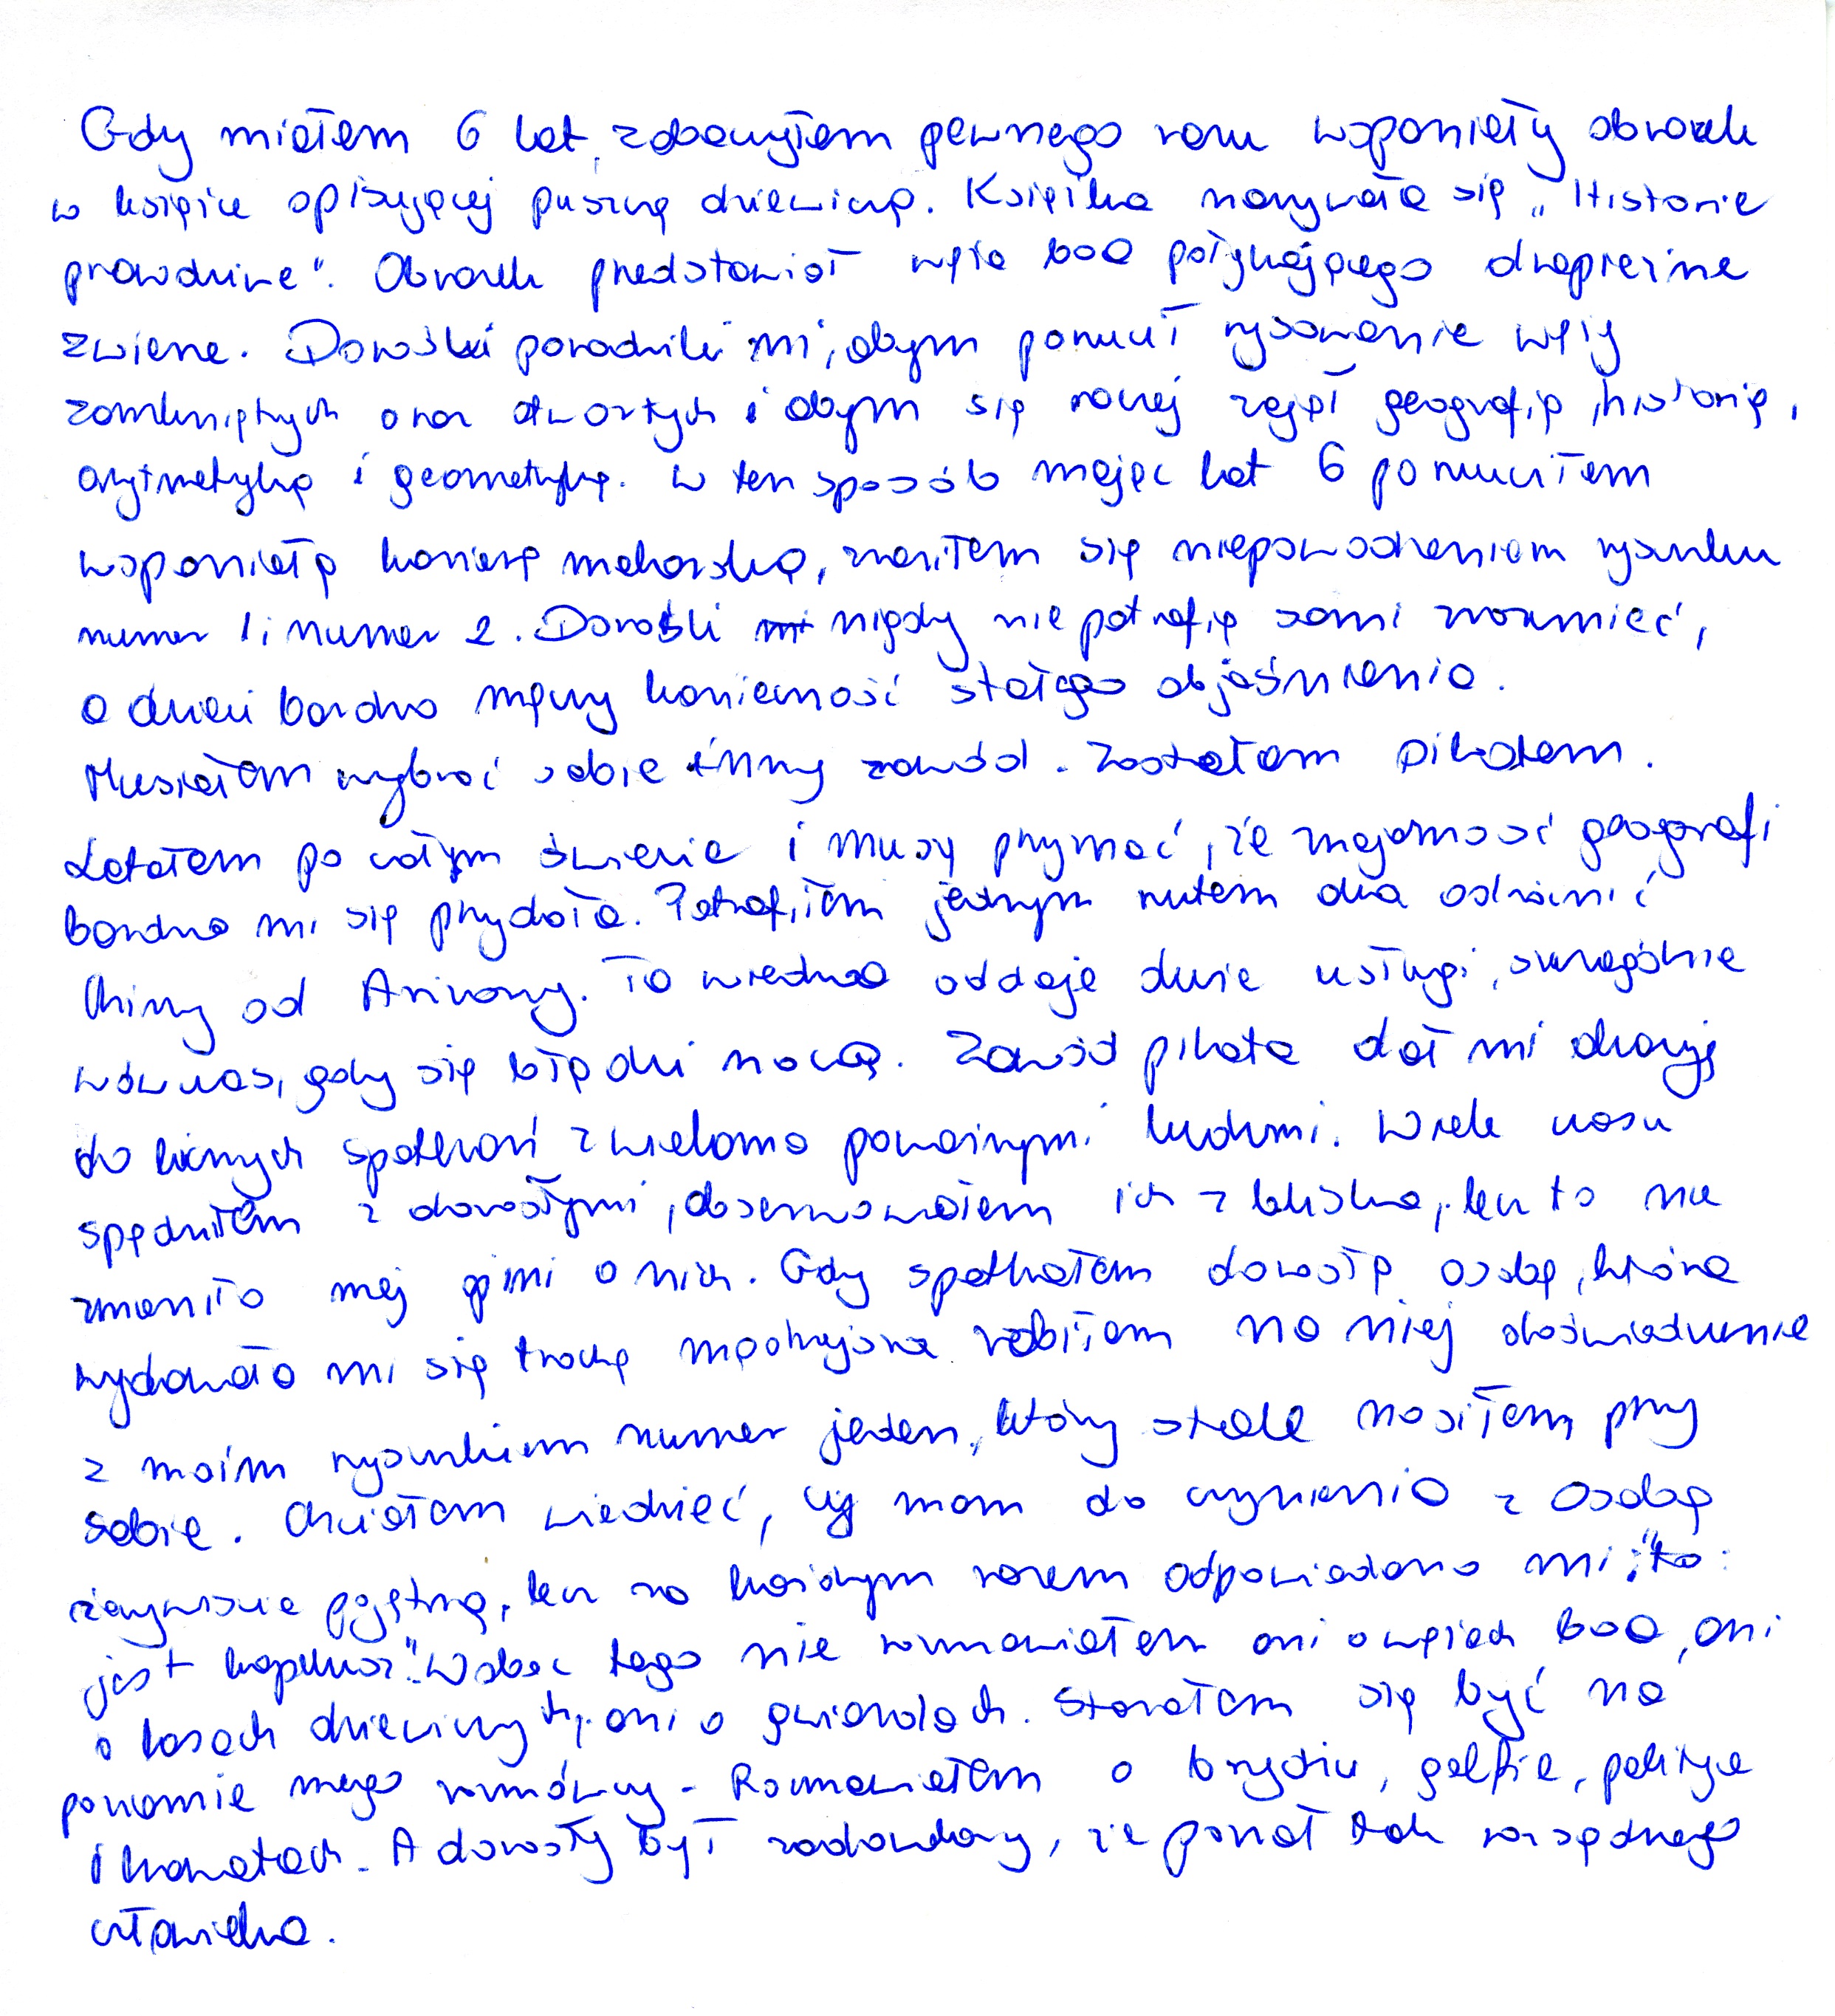 Gdy miałem 6 lat, zobaczyłem pewnego razu wspaniały obrazek
w książce opisującej puszczę dziewiczą. Książka nazywała się „Historie
prawdziwe". Obrazek przedstawiał węża boa połykającego drapieżne
zwierzę. Dorośli poradzili mi, abym porzucił rysowanie węży
zamkniętych oraz otwartych i abym się raczej zajął geografią, historią,
arytmetyką i geometryką. W ten sposób mając lat 6 porzuciłem
wspaniałą karierę malarską, zraziłem się niepowodzeniem rysunku
numer 1 i numer 2. Dorośli nigdy nie potrafią sami zrozumieć,
a dzieci bardzo męczy konieczność stałego objaśniania.
Musiałem wybrać sobie inny zawód. Zostałem pilotem.
Latałem po całym świecie i muszę przyznać, że znajomość geografi
bardzo mi się przydała. Potrafiłem jednym rzutem oka odróżnić
Chiny od Arizony. To wiedza oddaje duże usługi, szczególnie
wówczas, gdy się błądzi nocą. Zawód pilota dał mi okazję
do licznych spotkań z wieloma poważnymi ludźmi. Wiele czasu
spędziłem z dorosłymi, obserwowałem ich z bliska, lecz to nie
zmieniło mej opini o nich. Gdy spotkałem dorosłą osobę, która
wydawała mi się trochę mądrzejsza robiłem na niej doświadczenie
z moim rysunkiem numer jeden, który stale nosiłem przy
sobie. Chciałem wiedzieć, czy mam do czynienia z osobą
rzeczywiście pojętną, lecz za każdym razem odpowiadano mi: "to
jest kapelusz". Wobec tego nie rozmawiałem ani o wężach boa, ani
o lasach dziewiczych, ani o gwiazdach. Starałem się być na
poziomie mego rozmówcy. Rozmawiałem o brydżu, golfie, polityce
i krawatach. A dorosły był zadowolony, że poznał tak rozsądnego
człowieka.